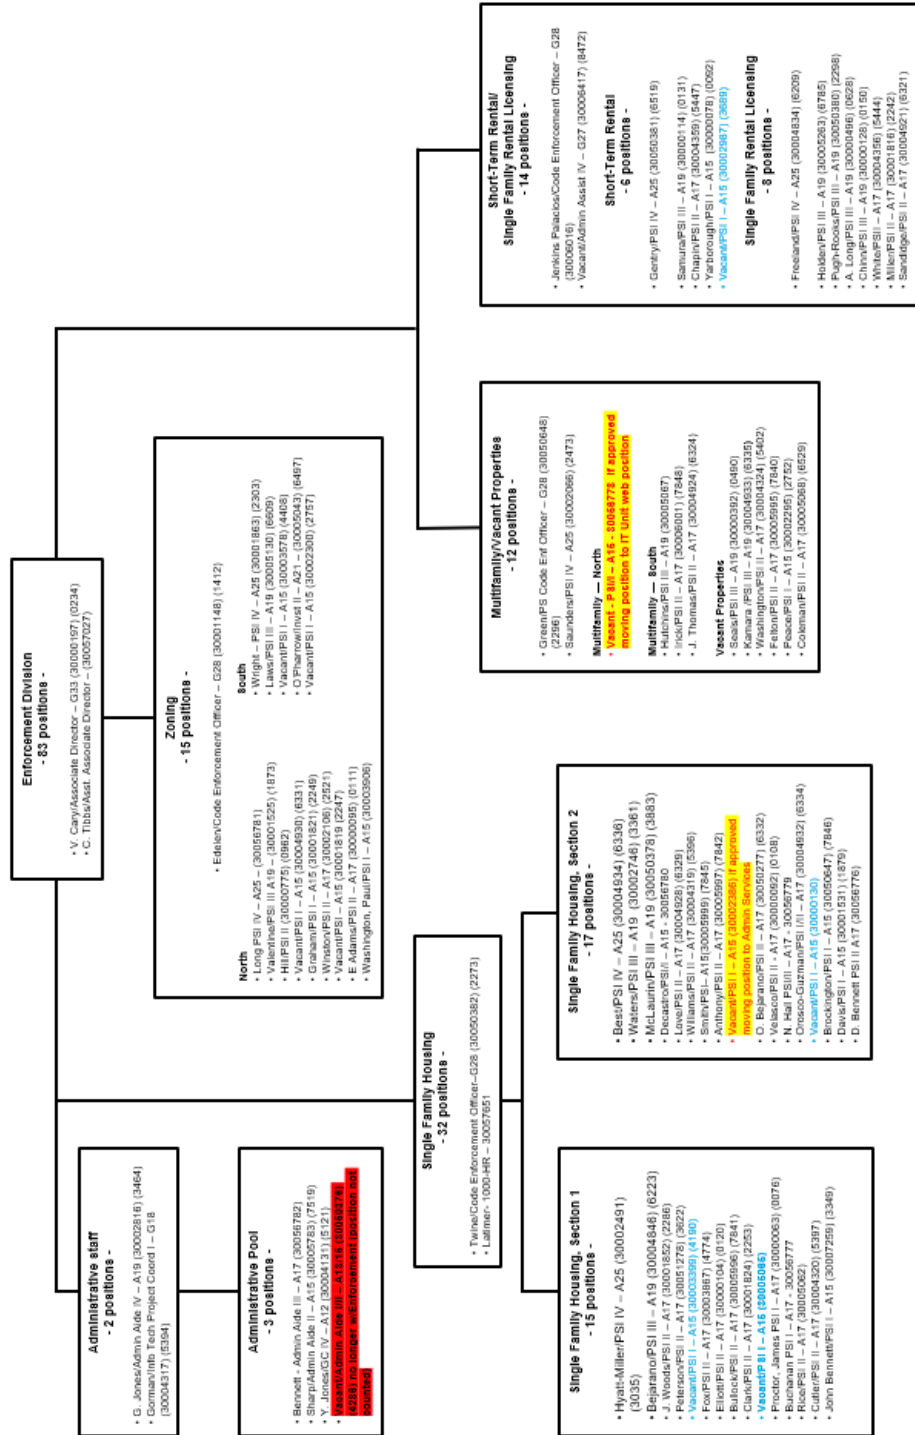 Enforcement Division
- 83 positions -
• V. Cary/Associate Director – G33 (30000197) (0234)
• C. Tibbs/Asst. Associate Director – (30057027)
Administrative staff
- 2 positions -
• G. Jones/Admin Aide IV – A19 (30002816) (3464)
• Gorman/Info Tech Project Coord I – G18
(30004317) (5394)
Administrative Pool
- 3 positions -
• Bennett - Admin Aide III – A17 (30056782)
• Sharp/Admin Aide II – A15 (30005783) (7519)
• Y. Jones/GC IV – A12 (30004131) (5121)
• Vacant/Admin Aide I/II – A13/15
(4286) no longer w/Enforcement (position not
counted)
Zoning
- 15 positions -
• Edelen/Code Enforcement Officer – G28 (30001148) (1412)
North
• Long PSI IV – A25 – (30056781)
• Valentine/PSI III A19 – (30001525) (1873)
• Hill/PSI II (30000775) (0962)
• Vacant/PSI I – A15 (30004930) (6331)
• Graham/PSI I – A15 (30001821) (2249)
• Winston/PSI II – A17 (30002106) (2521)
• Vacant/PSI – A15 (30001819 (2247)
• E Adams/PSI II – A17 (30000095) (0111)
• Washington, Paul/PSI I – A15 (30003906)
South
• Wright – PSI IV – A25 (30001863) (2303)
• Laws/PSI III – A19 (30005130) (6609)
• Vacant/PSI I – A15 (30003578) (4408)
• O'Pharrow/Invst II – A21 – (30005043) (6497)
• Vacant/PSI I – A15 (30002300) (2757)
Single Family Housing
- 32 positions -
• Twine/Code Enforcement Officer–G28 (30050382) (2273)
• Latimer- 1000-HR – 30057651
Single Family Housing, Section 1
- 15 positions -
• Hyatt-Miller/PSI IV – A25 (30002491)
(3035)
• Bejarano/PSI III – A19 (30004846) (6223)
• J. Woods/PSI II – A17 (30001852) (2286)
• Peterson/PSI II – A17 (30051278) (3622)
• Vacant/PSI I – A15 (30003399) (4190)
• Fox/PSI II – A17 (30003867) (4774)
• Elliott/PSI II – A17 (30000104) (0120)
• Bullock/PSI II – A17 (30005996) (7841)
• Clark/PSI II – A17 (30001824) (2253)
• Vacant/PSI I – A15
• Proctor, James PSI I – A17 (30000063) (0076)
• Buchanan PSI I – A17 - 30056777
• Rice/PSI II – A17 (30005062)
• Cutler/PSI II – A17 (30004320) (5397)
• John Bennett/PSI I – A15 (30007259) (3349)
Single Family Housing, Section 2
- 17 positions -
• Best/PSI IV – A25 (30004934) (6336)
• Waters/PSI III – A19 (30002746) (3361)
• McLaurin/PSI III – A19 (30050378) (3883)
• Decastro/PSI/I – A15 - 30056780
• Love/PSI II – A17 (30004928) (6329)
• Williams/PSI II – A17 (30004319) (5396)
• Smith/PSI– A15(30005999) (7845)
• Anthony/PSI II – A17 (30005997) (7842)
• Vacant/PSI I – A15 (30002386) If approved
moving position to Admin Services
• O. Bejarano/PSI II – A17 (30050277) (6332)
• Velasco/PSI II - A17 (30000092) (0108)
• N. Hall PSI/II – A17 - 30056779
• Orosco-Guzman/PSI I/II – A17 (30004932) (6334)
• Vacant/PSI I – A15 (30000130)
• Brockington/PSI I – A15 (30050647) (7846)
• Davis/PSI I – A15 (30001531) (1879)
• D. Bennett PSI II A17 (30056776)
Multifamily/Vacant Properties
- 12 positions -
• Green/PS Code Enf Officer – G28 (30050648)
(2296)
• Saunders/PSI IV – A25 (30002066) (2473)
Multifamily — North
• Vacant - PSI/I – A15 - If approved
moving position to IT Unit web position
Multifamily — South
• Hutchins/PSI III – A19 (30005067)
• Irick/PSI II – A17 (30006001) (7848)
• J. Thomas/PSI II – A17 (30004924) (6324)
Vacant Properties
• Seals/PSI III – A19 (30000392) (0490)
• Kamara /PSI III – A19 (30004933) (6335)
• Washington/PSI II – A17 (30004324) (5402)
• Felton/PSI II – A17 (30005995) (7840)
• Peace/PSI I – A15 (30002295) (2752)
• Coleman/PSI II – A17 (30005068) (6529)
Short-Term Rental/
Single Family Rental Licensing
- 14 positions -
• Jenkins Palacios/Code Enforcement Officer – G28
(30006016)
• Vacant/Admin Assist IV – G27 (30006417) (8472)
Short-Term Rental
- 6 positions -
• Gentry/PSI IV – A25 (30050381) (6519)
• Samura/PSI III – A19 (30000114) (0131)
• Chapin/PSI II – A17 (30004359) (5447)
• Yarborough/PSI I – A15 (30000078) (0092)
• Vacant/PSI I – A15 (30002987) (3689)
Single Family Rental Licensing
- 8 positions -
• Freeland/PSI IV – A25 (30004834) (6209)
• Holden/PSI III – A19 (30005263) (6785)
• Pugh-Rooks/PSI III – A19 (30050380) (2298)
• A. Long/PSI III – A19 (30000496) (0628)
• Chinn/PSI III – A19 (30000128) (0150)
• White/PSI II – A17 (30004356) (5444)
• Miller/PSI II – A17 (30001816) (2242)
• Sandidge/PSI II – A17 (30004921) (6321)